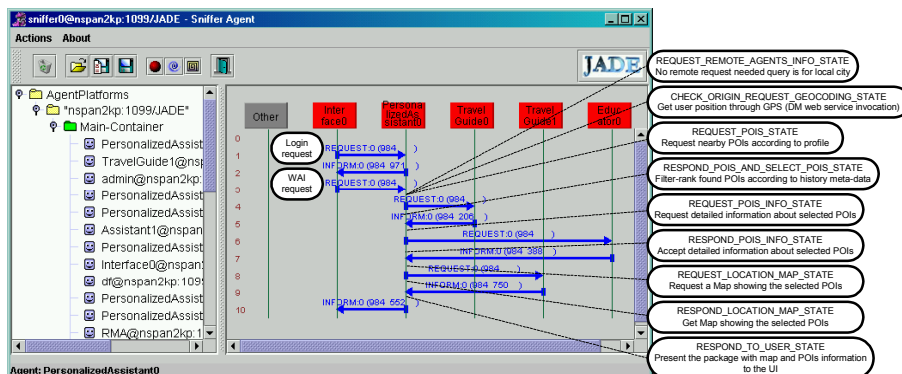 sniffer0@nspan2kp:1099/JADE - Sniffer Agent
Actions About
JADE
AgentPlatforms
"nspan2kp:1099/JADE"
Main-Container
PersonalizedAssist
TravelGuide1@nsp
admin@nspan2kp:
PersonalizedAssist
Assistant1@nspan
PersonalizedAssist
Interface0@nspan:
df@nspan2kp:109
PersonalizedAssist
PersonalizedAssist
RMA@nspan2kp:1
Agent: PersonalizedAssistant0
Other
Inter
face0
Persona
lizedAs
sistant0
Travel
Guide0
Travel
Guide1
Educ
ator0
0
1
2
3
4
5
6
7
8
9
10
Login
request
WAI
request
REQUEST:0 (984 )
INFORM:0 (984 971
REQUEST:0 (984 )
REQUEST:0 (984 )
INFORM:0 (984 206
REQUEST:0 (984 )
INFORM:0 (984 388 )
REQUEST:0 (984 )
INFORM:0 (984 750 )
INFORM:0 (984 552 )
REQUEST_REMOTE_AGENTS_INFO_STATE
No remote request needed query is for local city
CHECK_ORIGIN_REQUEST_GEOCODING_STATE
Get user position through GPS (DM web service invocation)
REQUEST_POIS_STATE
Request nearby POIs according to profile
RESPOND_POIS_AND_SELECT_POIS_STATE
Filter-rank found POIs according to history meta-data
REQUEST_POIS_INFO_STATE
Request detailed information about selected POIs
RESPOND_POIS_INFO_STATE
Accept detailed information about selected POIs
REQUEST_LOCATION_MAP_STATE
Request a Map showing the selected POIs
RESPOND_LOCATION_MAP_STATE
Get Map showing the selected POIs
RESPOND_TO_USER_STATE
Present the package with map and POIs information
to the UI